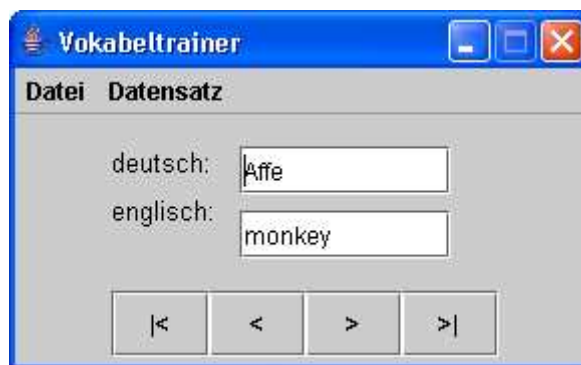 Vokabeltrainer
Datei Datensatz
deutsch: Affe
englisch: monkey
|< < > >|